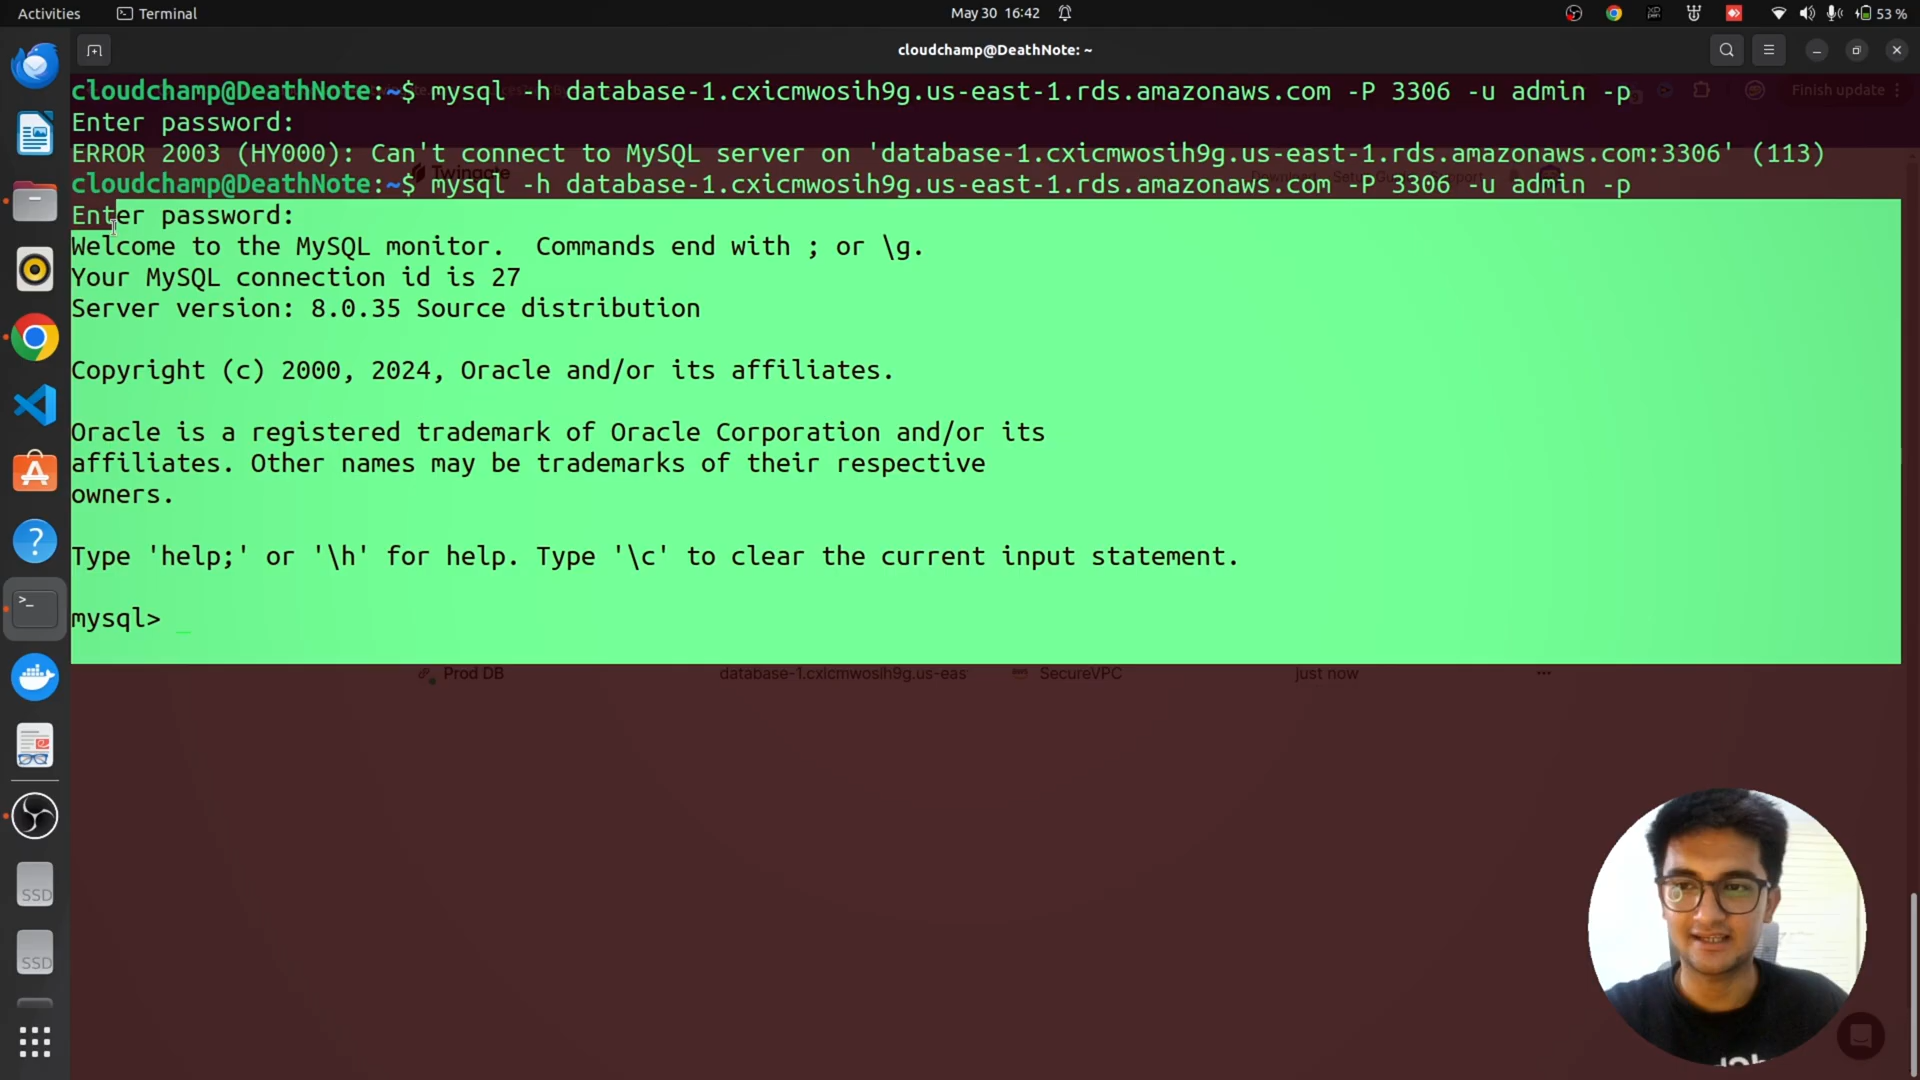 Activities Terminal May 30 16:42 53 %
cloudchamp@DeathNote: ~
cloudchamp@DeathNote:~$ mysql -h database-1.cxicmwosih9g.us-east-1.rds.amazonaws.com -P 3306 -u admin -p
Finish update
Enter password:
ERROR 2003 (HY000): Can't connect to MySQL server on 'database-1.cxicmwosih9g.us-east-1.rds.amazonaws.com:3306' (113)
cloudchamp@DeathNote:~$ mysql -h database-1.cxicmwosih9g.us-east-1.rds.amazonaws.com -P 3306 -u admin -p
Enter password:
Welcome to the MySQL monitor.  Commands end with ; or \g.
Your MySQL connection id is 27
Server version: 8.0.35 Source distribution
Copyright (c) 2000, 2024, Oracle and/or its affiliates.
Oracle is a registered trademark of Oracle Corporation and/or its
affiliates. Other names may be trademarks of their respective
owners.
Type 'help;' or '\h' for help. Type '\c' to clear the current input statement.
mysql> _
Prod DB database-1.cxicmwosih9g.us-eas SecureVPC just now ...
SSD
SSD